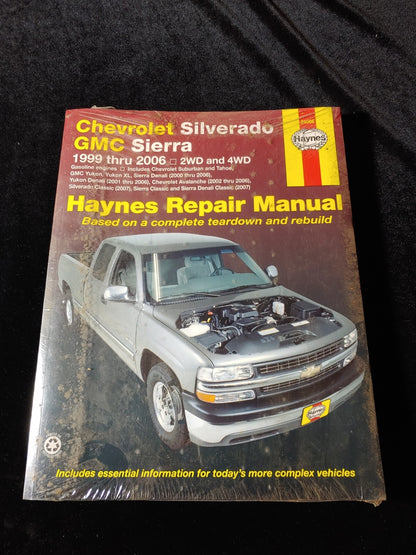 Chevrolet Silverado
GMC Sierra
1999 thru 2006 □ 2WD and 4WD
Gasoline engines □ Includes Chevrolet Suburban and Tahoe,
GMC Yukon, Yukon XL, Sierra Denali (2000 thru 2006),
Yukon Denali (2001 thru 2006), Chevrolet Avalanche (2002 thru 2006),
Silverado Classic (2007), Sierra Classic and Sierra Denali Classic (2007)
Haynes
Haynes Repair Manual
Based on a complete teardown and rebuild
Haynes
Includes essential information for today's more complex vehicles